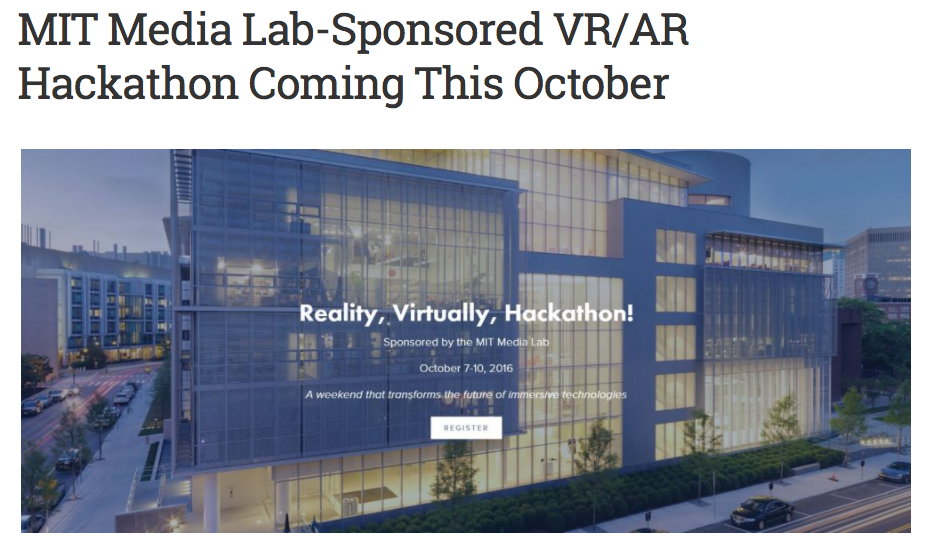 MIT Media Lab-Sponsored VR/AR
Hackathon Coming This October
Reality, Virtually, Hackathon!
Sponsored by the MIT Media Lab
October 7-10, 2016
A weekend that transforms the future of immersive technologies
REGISTER